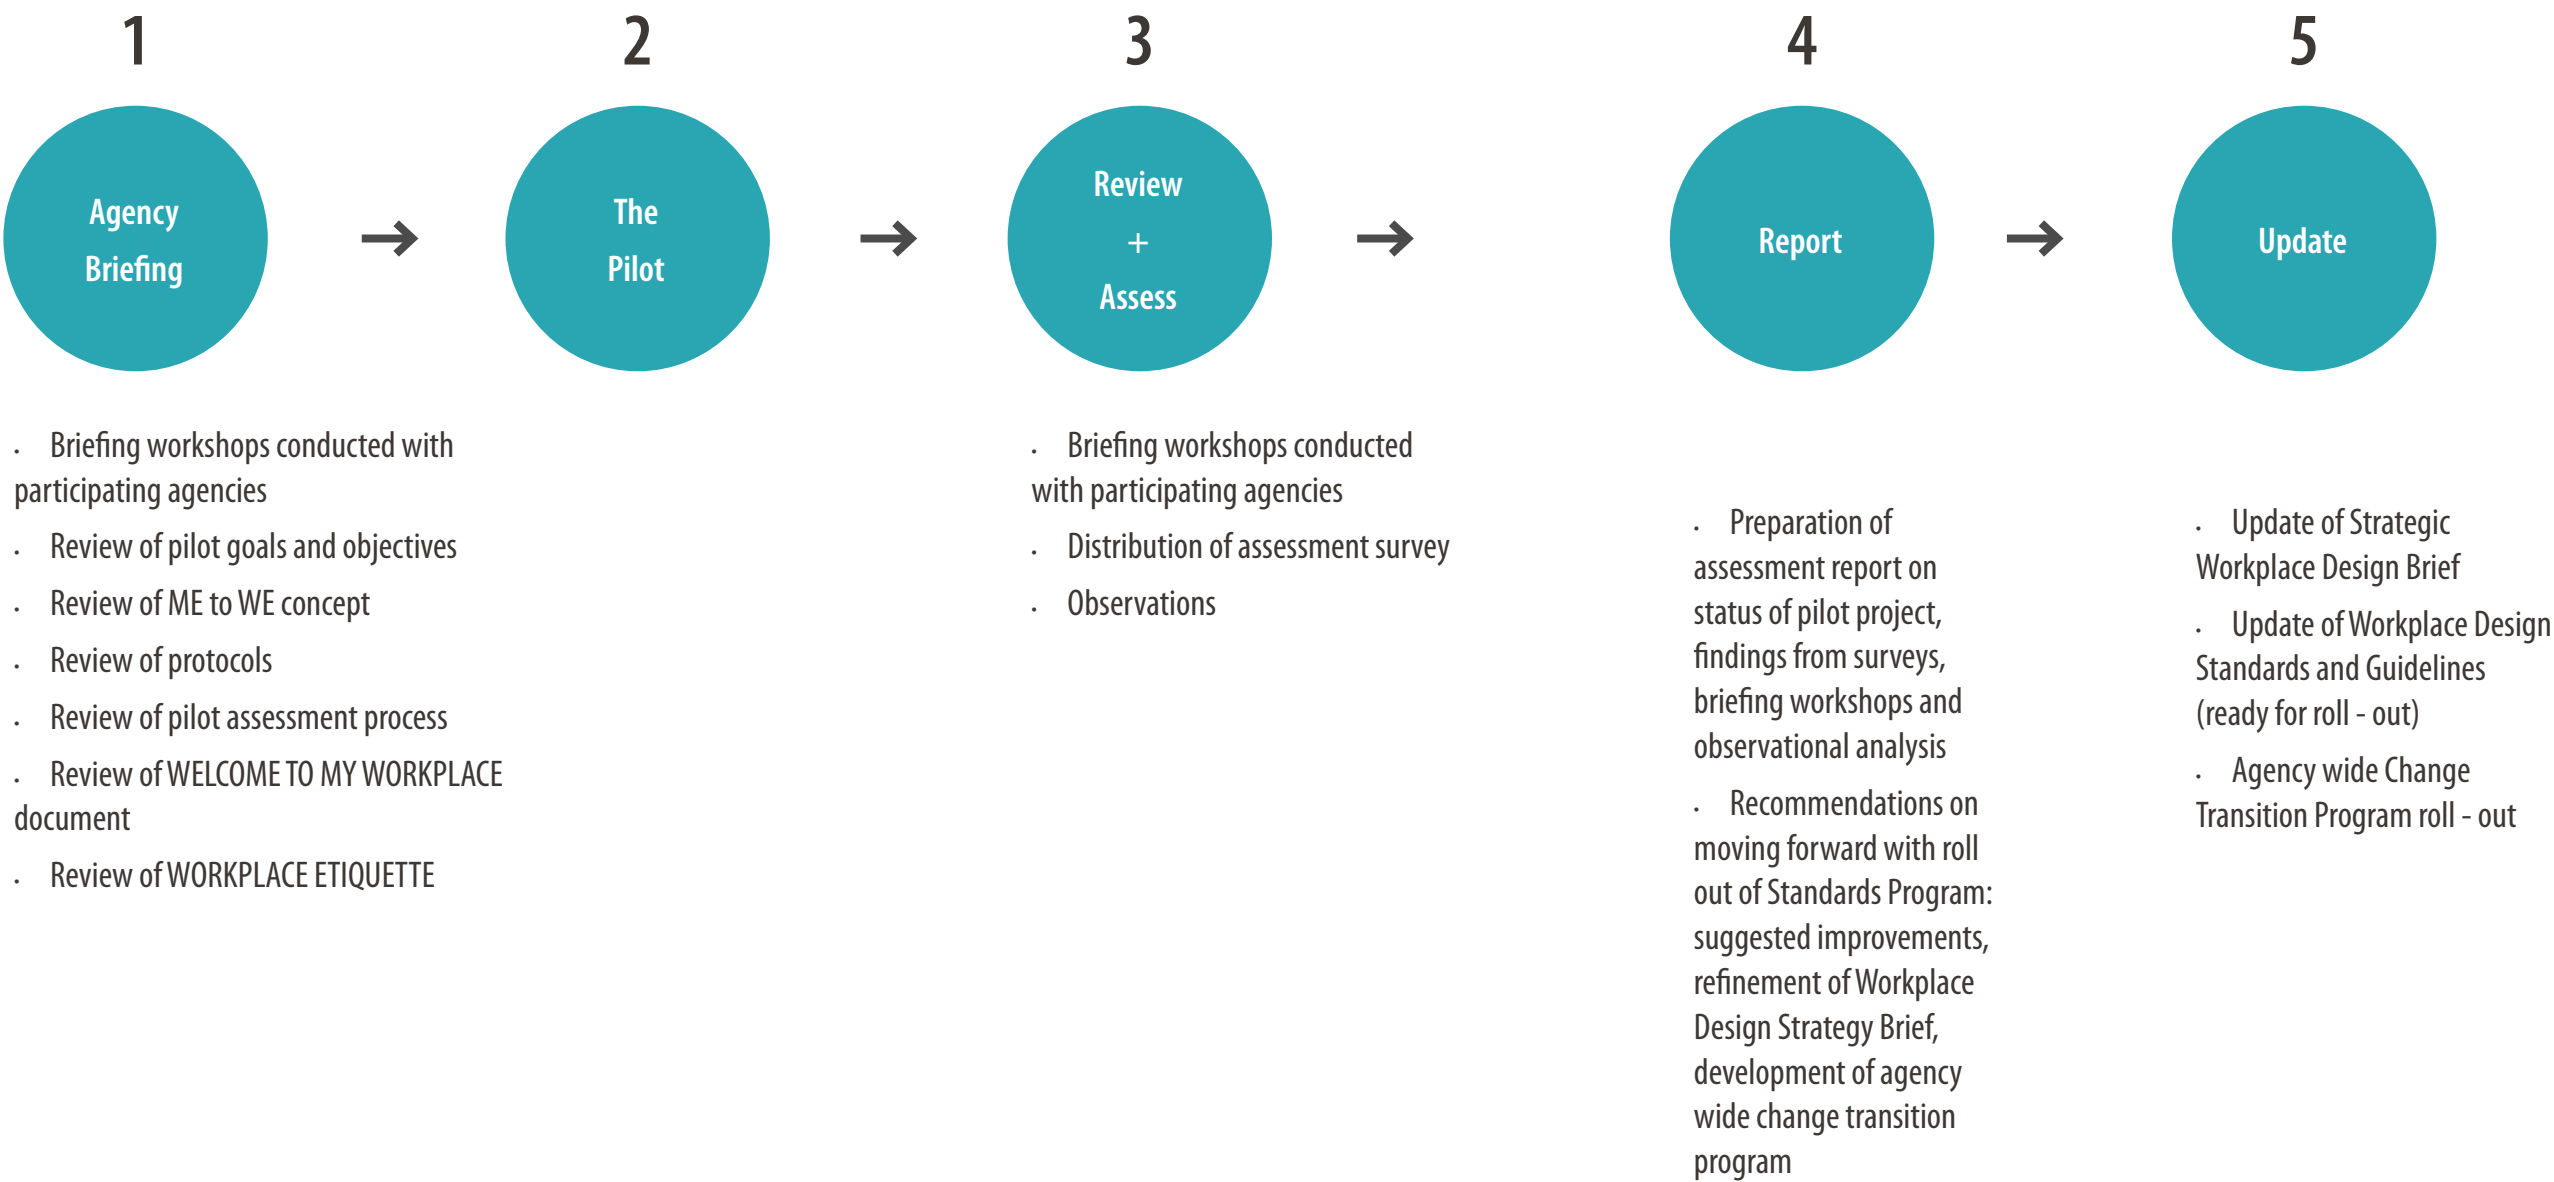 1
Agency
Briefing
• Briefing workshops conducted with
participating agencies
• Review of pilot goals and objectives
• Review of ME to WE concept
• Review of protocols
• Review of pilot assessment process
• Review of WELCOME TO MY WORKPLACE
document
• Review of WORKPLACE ETIQUETTE
2
The
Pilot
3
Review
+
Assess
• Briefing workshops conducted
with participating agencies
• Distribution of assessment survey
• Observations
4
Report
• Preparation of
assessment report on
status of pilot project,
findings from surveys,
briefing workshops and
observational analysis
• Recommendations on
moving forward with roll
out of Standards Program:
suggested improvements,
refinement of Workplace
Design Strategy Brief,
development of agency
wide change transition
program
5
Update
• Update of Strategic
Workplace Design Brief
• Update of Workplace Design
Standards and Guidelines
(ready for roll - out)
• Agency wide Change
Transition Program roll - out